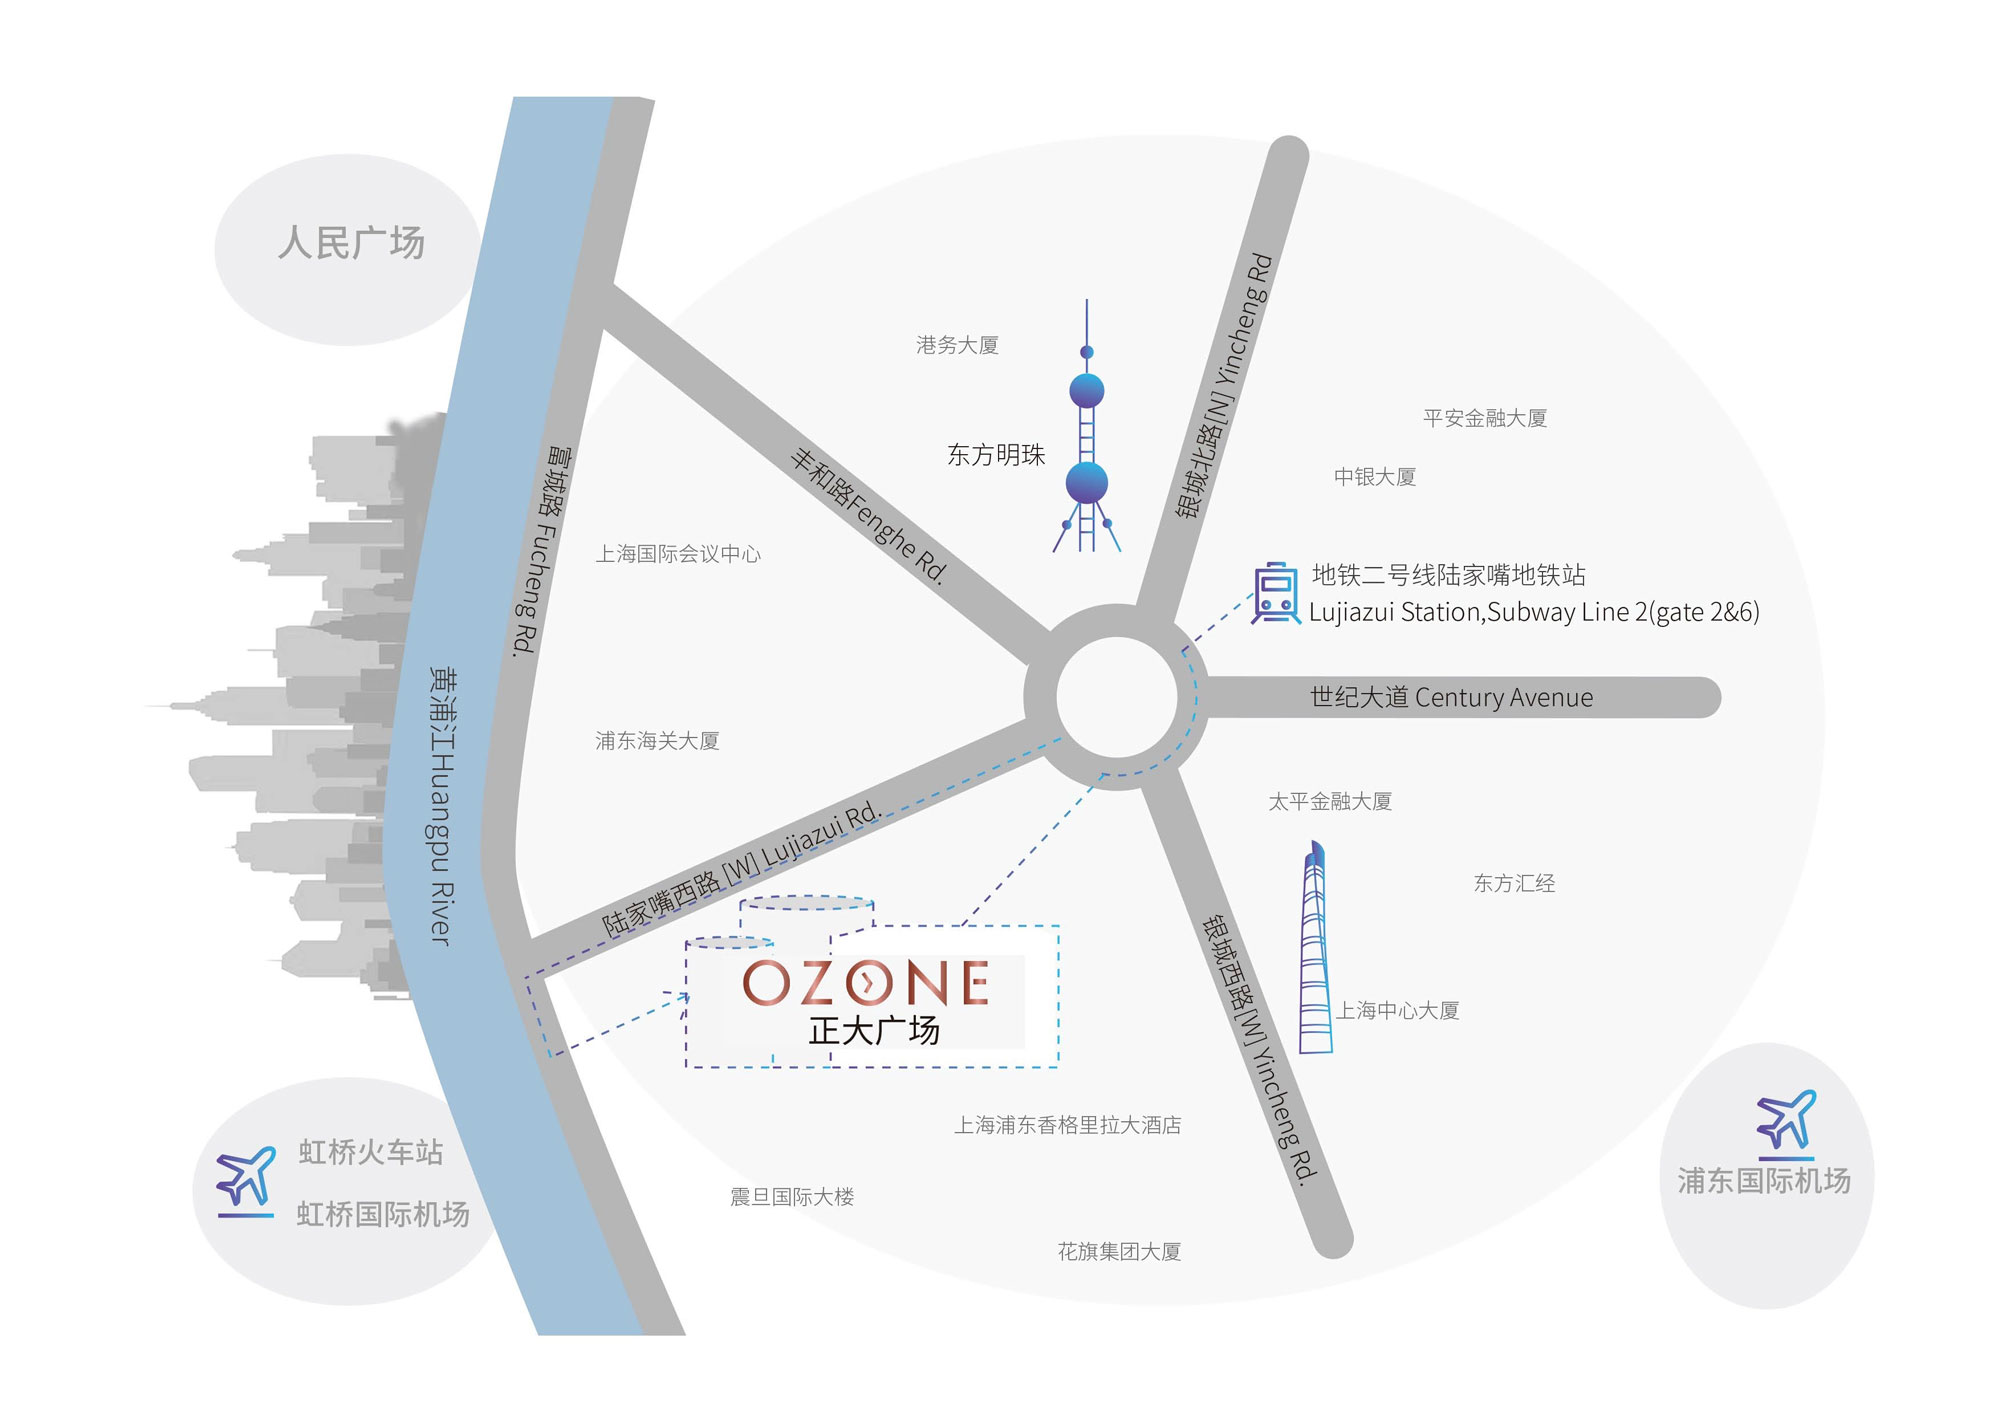 人民广场
港务大厦
东方明珠
银城北路[N] Yincheng Rd
平安金融大厦
中银大厦
丰和路Fenghe Rd.
富城路 Fucheng Rd.
上海国际会议中心
地铁二号线陆家嘴地铁站
Lujiazui Station,Subway Line 2(gate 2&6)
世纪大道 Century Avenue
黄浦江Huangpu River
浦东海关大厦
陆家嘴西路 [W] Lujiazui Rd.
太平金融大厦
东方汇经
OZONE
正大广场
银城西路[W] Yincheng Rd.
上海中心大厦
上海浦东香格里拉大酒店
虹桥火车站
虹桥国际机场
震旦国际大楼
花旗集团大厦
浦东国际机场